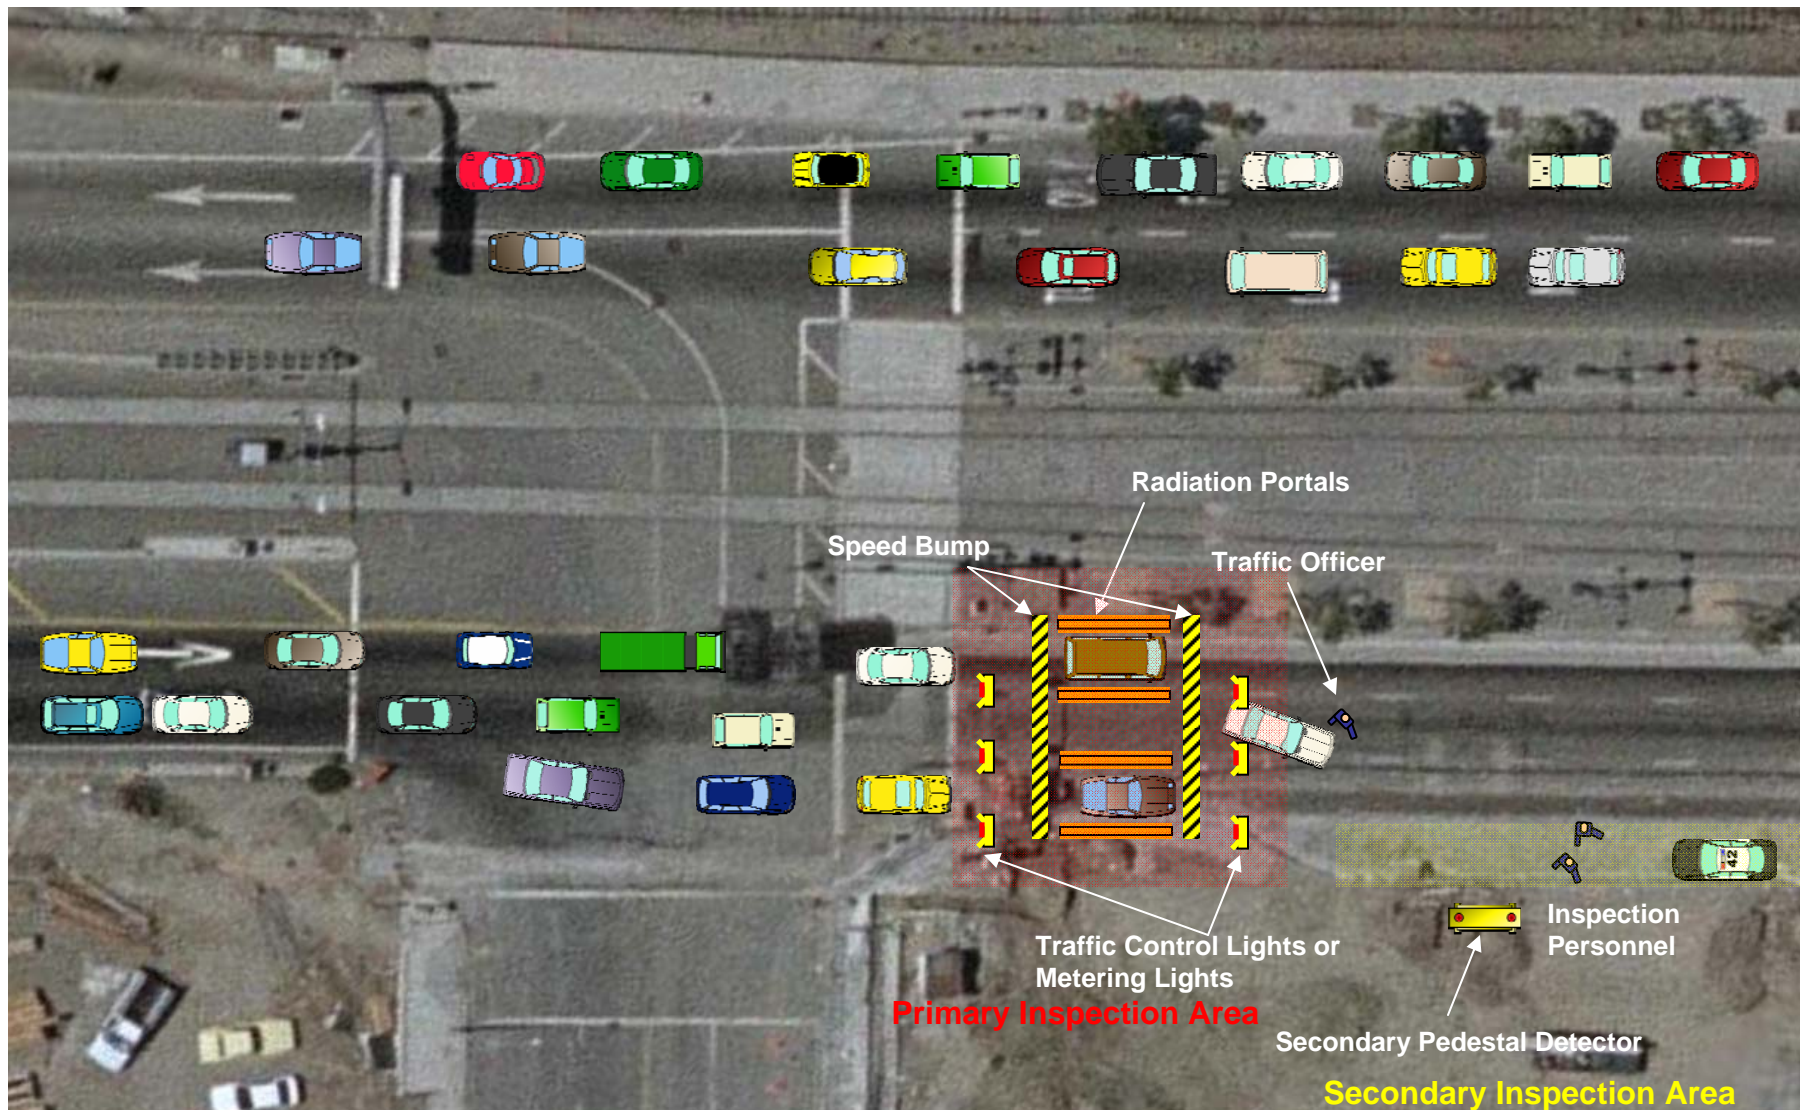 Radiation Portals
Speed Bump
Traffic Officer
42
Inspection
Personnel
Traffic Control Lights or
Metering Lights
Primary Inspection Area
Secondary Pedestal Detector
Secondary Inspection Area